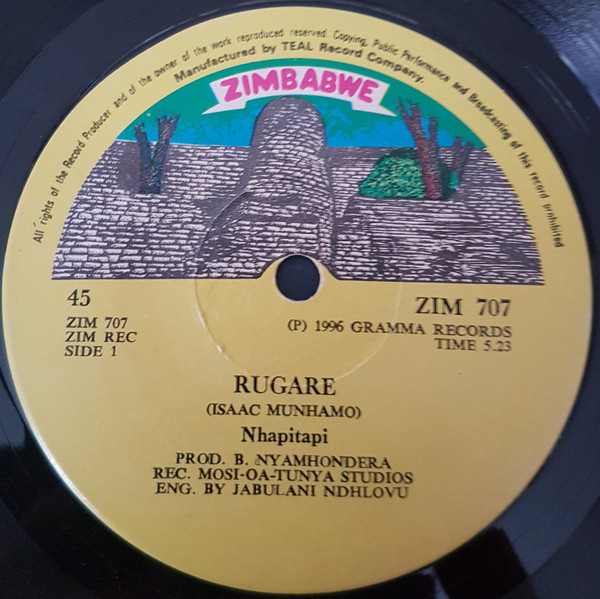 All rights of the Record Producer and of the owner of the work reproduced reserved. Copying, Public Performance and Broadcasting of this record prohibited
Manufactured by TEAL Record Company.
ZIMBABWE
45
ZIM 707
ZIM REC
SIDE 1
ZIM 707
(P) 1996 GRAMMA RECORDS
TIME 5.23
RUGARE
(ISAAC MUNHAMO)
Nhapitapi
PROD. B. NYAMHONDERA
REC. MOSI-OA-TUNYA STUDIOS
ENG. BY JABULANI NDHLOVU